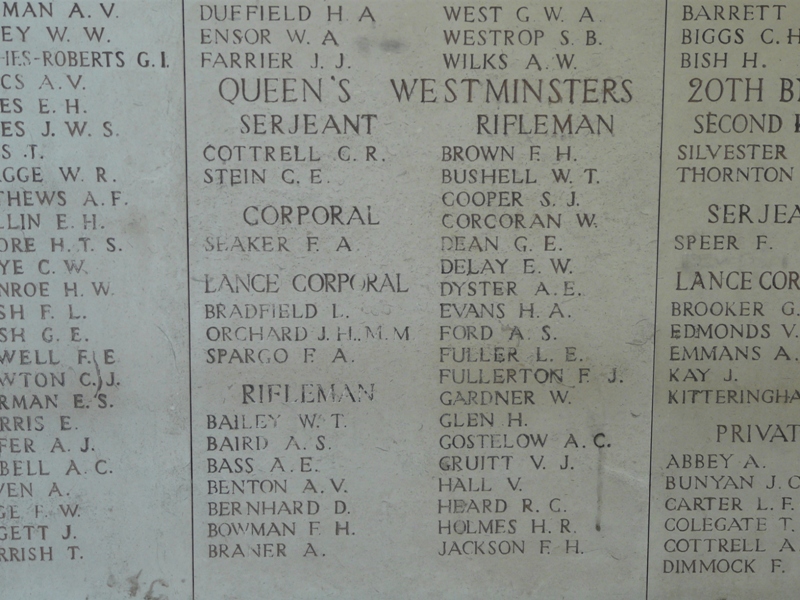 MAN A. V.
EY W. W.
HES-ROBERTS G. I.
CS A. V.
ES E. H.
ES J. W. S.
S .T.
GGE W. R.
THEWS A. F.
LLIN E. H.
ORE H. T. S.
YE C. W.
NROE H. W.
SH F. L.
SH G. E.
WELL F. E
WTON C. J.
RMAN E. S.
RRIS E.
FER A. J.
BELL A. C.
VEN A.
GE F. W.
GETT J.
RRISH T.
DUFFIELD H A
ENSOR W. A
FARRIER J. J.
WEST G. W. A.
WESTROP S. B.
WILKS A. W.
QUEEN'S WESTMINSTERS
SERJEANT
COTTRELL C. R.
STEIN C. E.
CORPORAL
SEAKER F. A.
LANCE CORPORAL
BRADFIELD L.
ORCHARD J. H., M. M
SPARGO F. A.
RIFLEMAN
BAILEY W. T.
BAIRD A. S.
BASS A. E.
BENTON A. V.
BERNHARD D.
BOWMAN F. H.
A.
RIFLEMAN
BROWN F. H.
BUSHELL W. T.
COOPER S. J.
CORCORAN W.
DEAN G. E.
DELAY E. W.
DYSTER A. E.
EVANS H. A.
FORD A. S.
FULLER L. E.
FULLERTON F. J.
GARDNER W.
GLEN H.
GOSTELOW A. C.
GRUITT V. J.
HALL V.
HEARD R. C.
HOLMES H. R.
JACKSON F. H.
BARRETT
BIGGS C. H
BISH H.
20TH B
SECOND
SILVESTER
THORNTON
SERJEA
SPEER F.
LANCE COR
BROOKER G.
EDMONDS V.
EMMANS A.
KAY J.
KITTERINGHA
PRIVAT
ABBEY A.
BUNYAN J. C
CARTER L. F.
COLEGATE T.
COTTRELL A
DIMMOCK F.